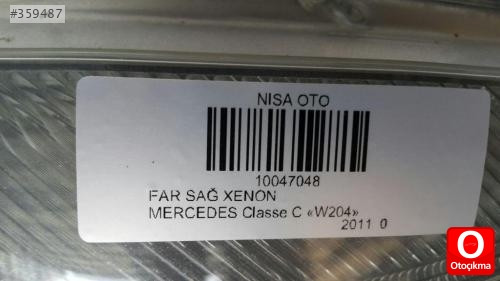 #359487
NISA OTO
10047048
FAR SAĞ XENON
MERCEDES Classe C «W204»
2011 0
O
Otoçıkma